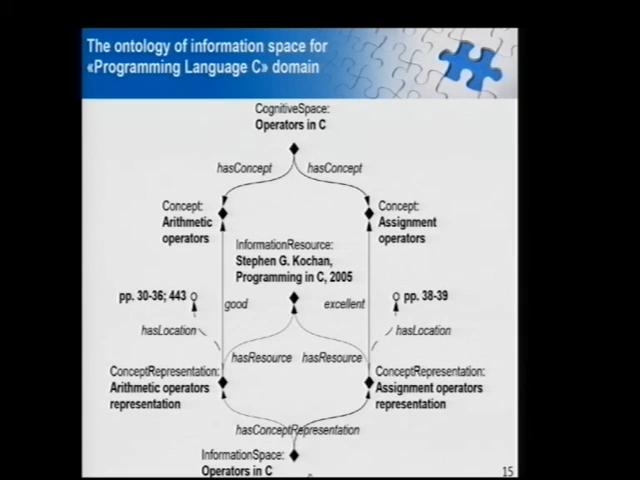 The ontology of information space for
«Programming Language C» domain
CognitiveSpace:
Operators in C
hasConcept hasConcept
Concept:
Arithmetic
operators
Concept:
Assignment
operators
InformationResource:
Stephen G. Kochan,
Programming in C, 2005
pp. 30-36; 443
good
excellent
pp. 38-39
hasLocation
hasLocation
hasResource hasResource
ConceptRepresentation:
Arithmetic operators
representation
ConceptRepresentation:
Assignment operators
representation
hasConceptRepresentation
InformationSpace:
Operators in C
15